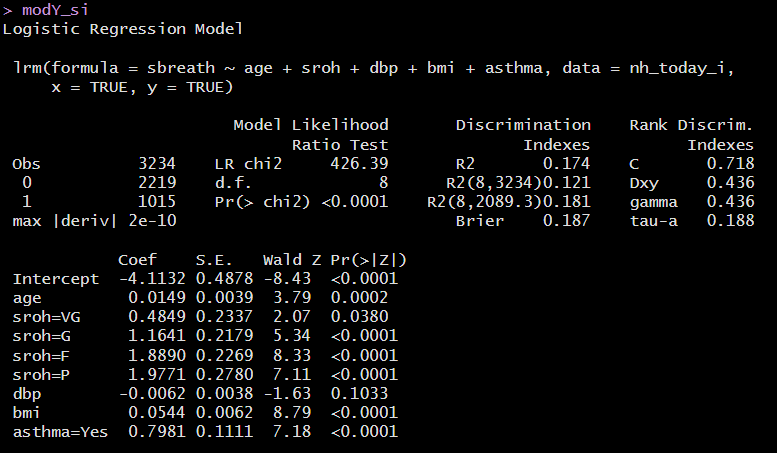 > modY_si
Logistic Regression Model
lrm(formula = sbreath ~ age + sroh + dbp + bmi + asthma, data = nh_today_i,
x = TRUE, y = TRUE)
Model Likelihood Discrimination Rank Discrim.
Ratio Test Indexes Indexes
Obs 3234 LR chi2 426.39 R2 0.174 C 0.718
0 2219 d.f. 8 R2(8,3234)0.121 Dxy 0.436
1 1015 Pr(> chi2) <0.0001 R2(8,2089.3)0.181 gamma 0.436
max |deriv| 2e-10 Brier 0.187 tau-a 0.188
Coef S.E. Wald Z Pr(>|Z|)
Intercept -4.1132 0.4878 -8.43 <0.0001
age 0.0149 0.0039 3.79 0.0002
sroh=VG 0.4849 0.2337 2.07 0.0380
sroh=G 1.1641 0.2179 5.34 <0.0001
sroh=F 1.8890 0.2269 8.33 <0.0001
sroh=P 1.9771 0.2780 7.11 <0.0001
dbp -0.0062 0.0038 -1.63 0.1033
bmi 0.0544 0.0062 8.79 <0.0001
asthma=Yes 0.7981 0.1111 7.18 <0.0001